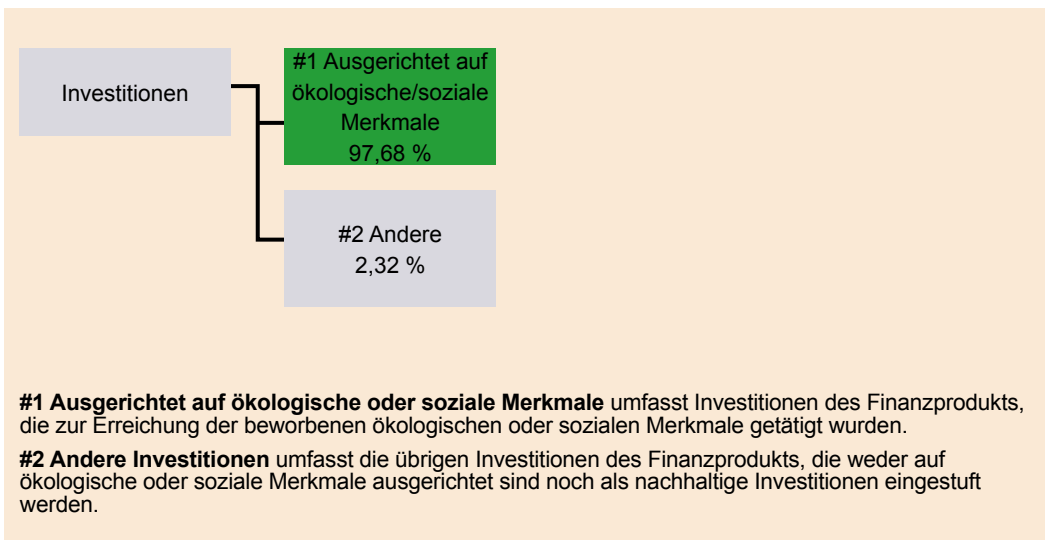 Investitionen
#1 Ausgerichtet auf
ökologische/soziale
Merkmale
97,68 %
#2 Andere
2,32 %
#1 Ausgerichtet auf ökologische oder soziale Merkmale umfasst Investitionen des Finanzprodukts,
die zur Erreichung der beworbenen ökologischen oder sozialen Merkmale getätigt wurden.
#2 Andere Investitionen umfasst die übrigen Investitionen des Finanzprodukts, die weder auf
ökologische oder soziale Merkmale ausgerichtet sind noch als nachhaltige Investitionen eingestuft
werden.